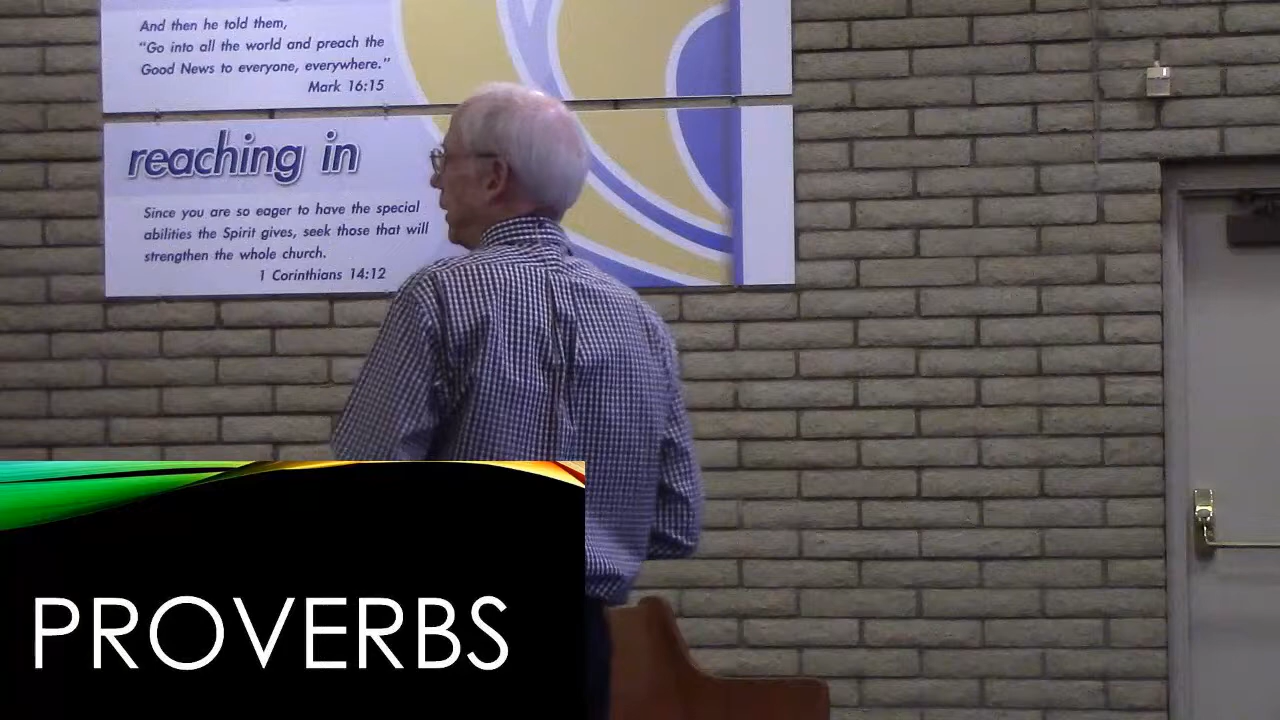 And then he told them,
“Go into all the world and preach the
Good News to everyone, everywhere.”
Mark 16:15
reaching in
Since you are so eager to have the special
abilities the Spirit gives, seek those that will
strengthen the whole church.
1 Corinthians 14:12
PROVERBS